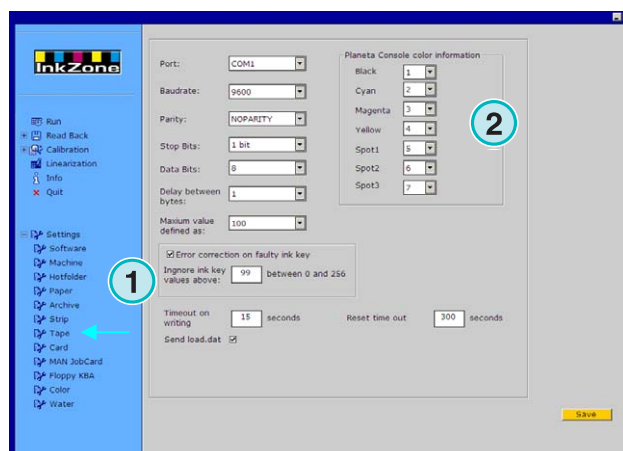 InkZone
Run
Read Back
Calibration
Linearization
Info
Quit
Settings
Software
Machine
Hotfolder
Paper
Archive
Strip
Tape
Card
MAN JobCard
Floppy KBA
Color
Water
Port: COM1
Baudrate: 9600
Parity: NOPARITY
Stop Bits: 1 bit
Data Bits: 8
Delay between bytes: 1
Maxium value defined as: 100
Planeta Console color information
Black 1
Cyan 2
Magenta 3
Yellow 4
Spot1 5
Spot2 6
Spot3 7
2
1
Error correction on faulty ink key
Ingnore ink key values above: 99 between 0 and 256
Timeout on writing 15 seconds
Reset time out 300 seconds
Send load.dat
Save